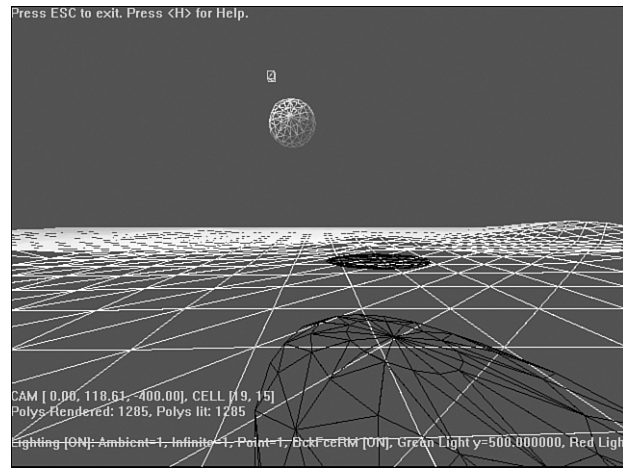 Press ESC to exit. Press <H> for Help.
CAM [ 0.00, 118.61, -400.00], CELL [19, 15]
Polys Rendered: 1285, Polys lit: 1285
Lighting [ON]: Ambient=1, Infinite=1, Point=1, BckFceRM [ON], Green Light y=500.000000, Red Ligh